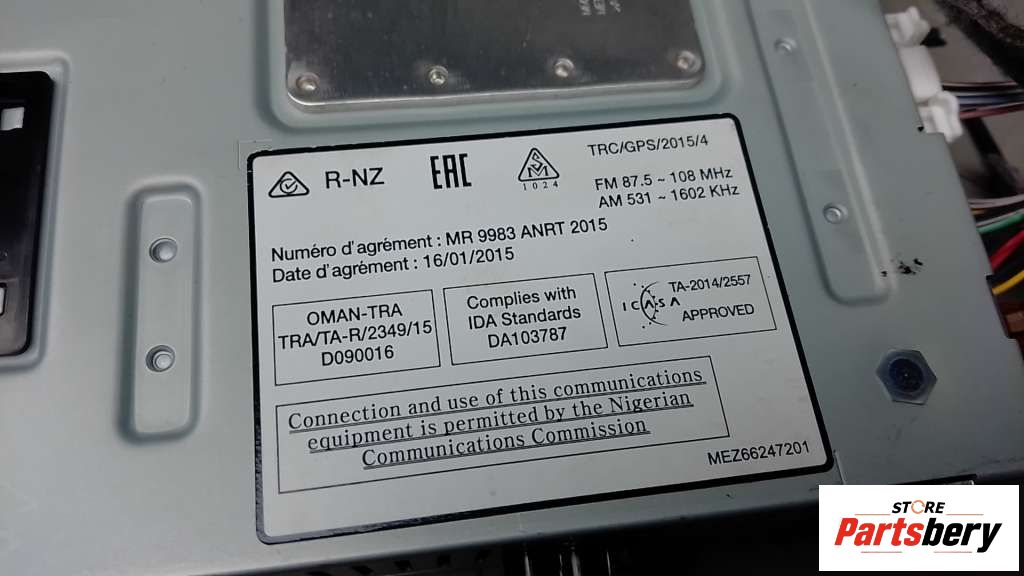 R-NZ
EAC
SM
1024
TRC/GPS/2015/4
FM 87.5 ~ 108 MHz
AM 531 ~ 1602 KHz
Numéro d'agrément : MR 9983 ANRT 2015
Date d'agrément : 16/01/2015
OMAN-TRA
TRA/TA-R/2349/15
D090016
Complies with
IDA Standards
DA103787
ICASA
TA-2014/2557
APPROVED
Connection and use of this communications
equipment is permitted by the Nigerian
Communications Commission
MEZ66247201
STORE
Partsbery